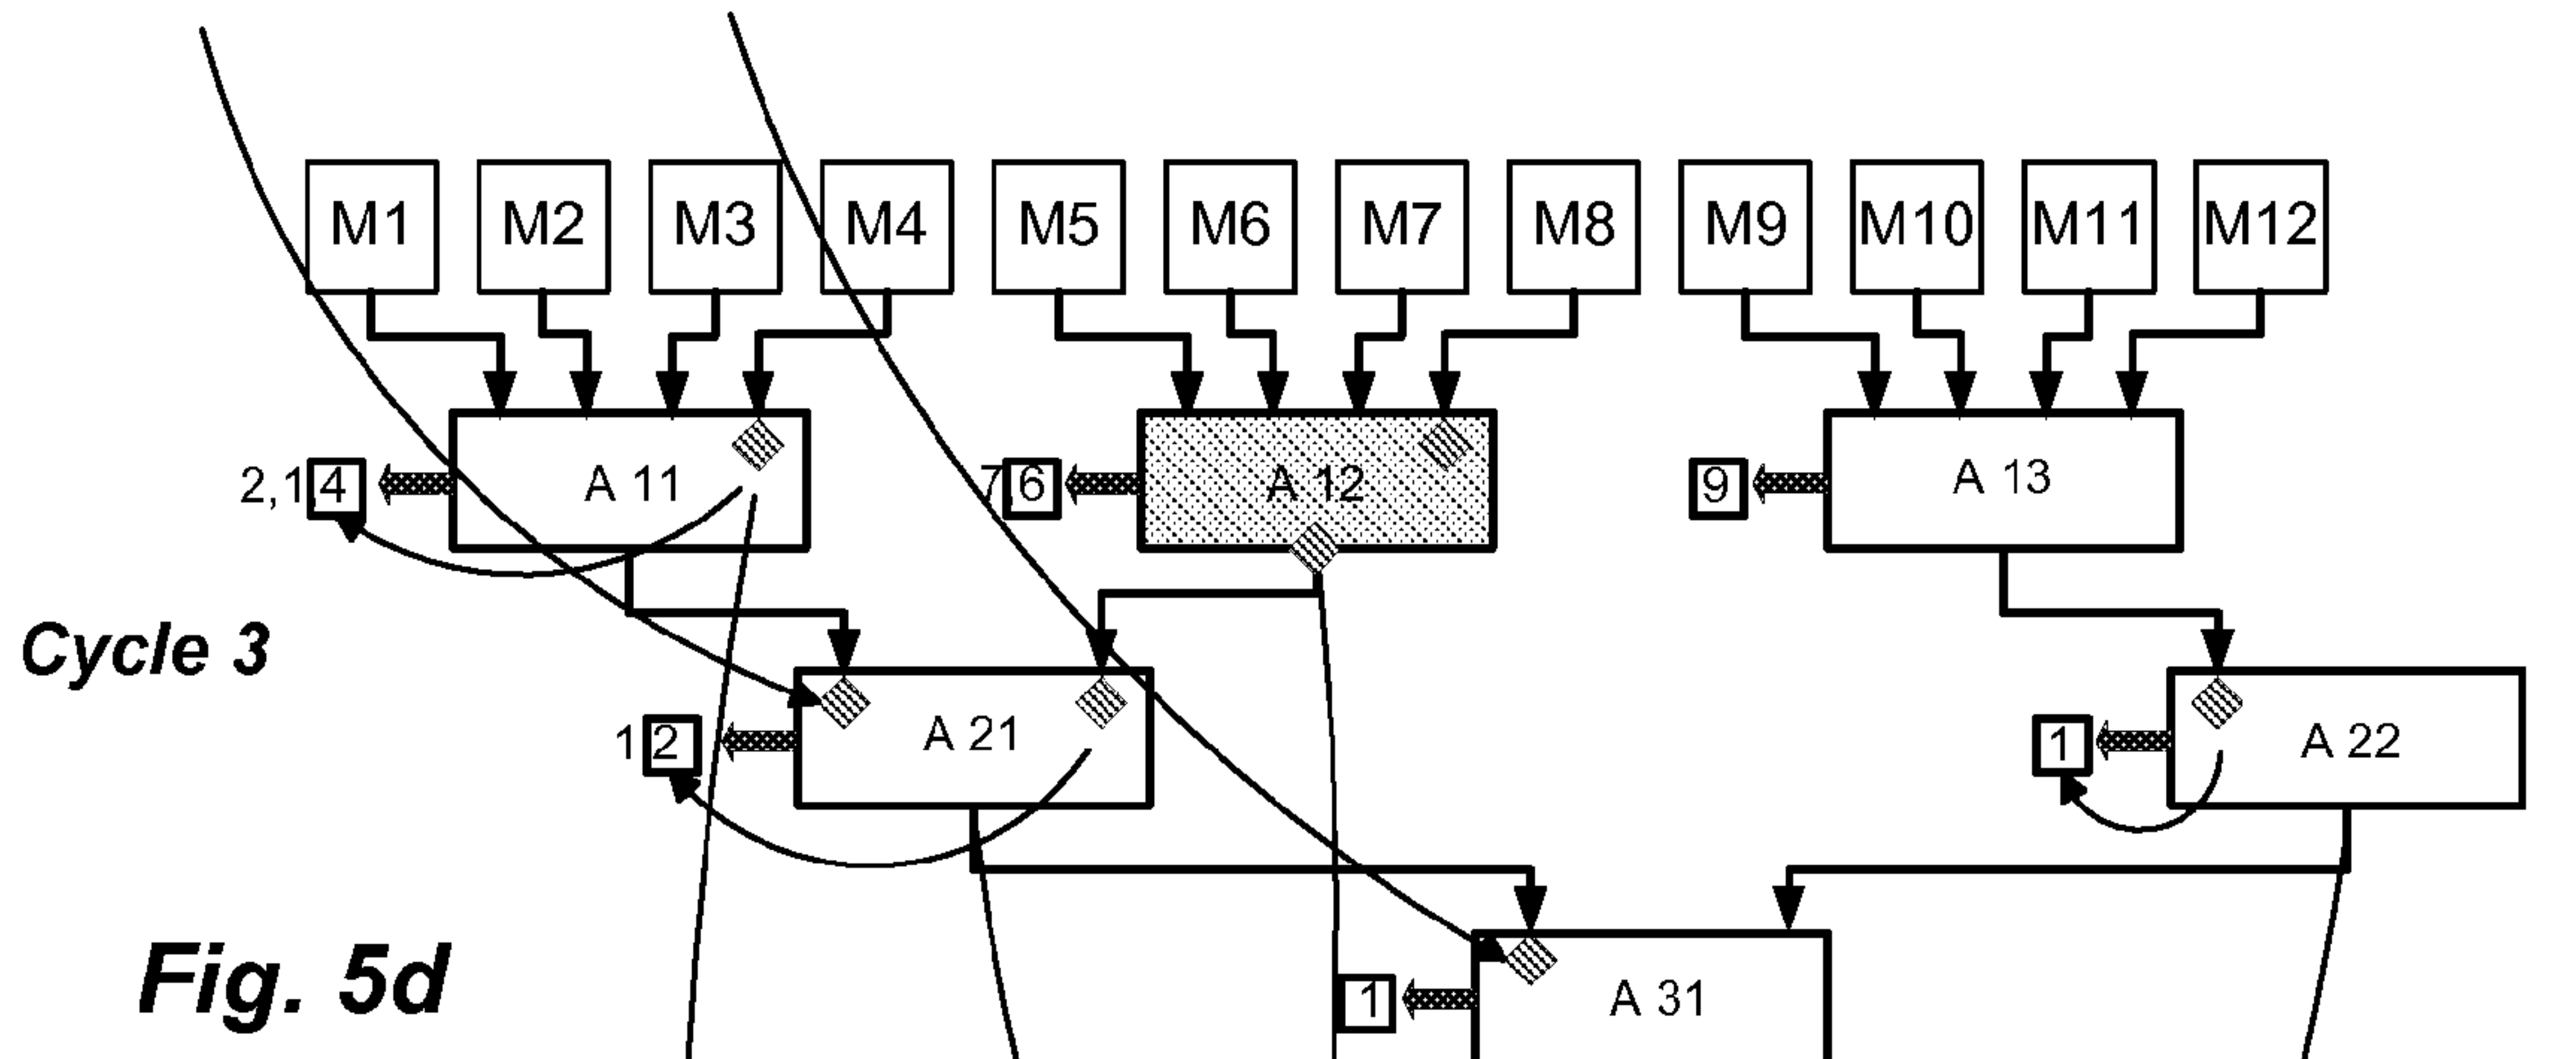 M1 M2 M3 M4 M5 M6 M7 M8 M9 M10 M11 M12
2,1,4 A 11 7,6 A 12 9 A 13
Cycle 3
1 2 A 21 1 A 22
Fig. 5d
1 A 31